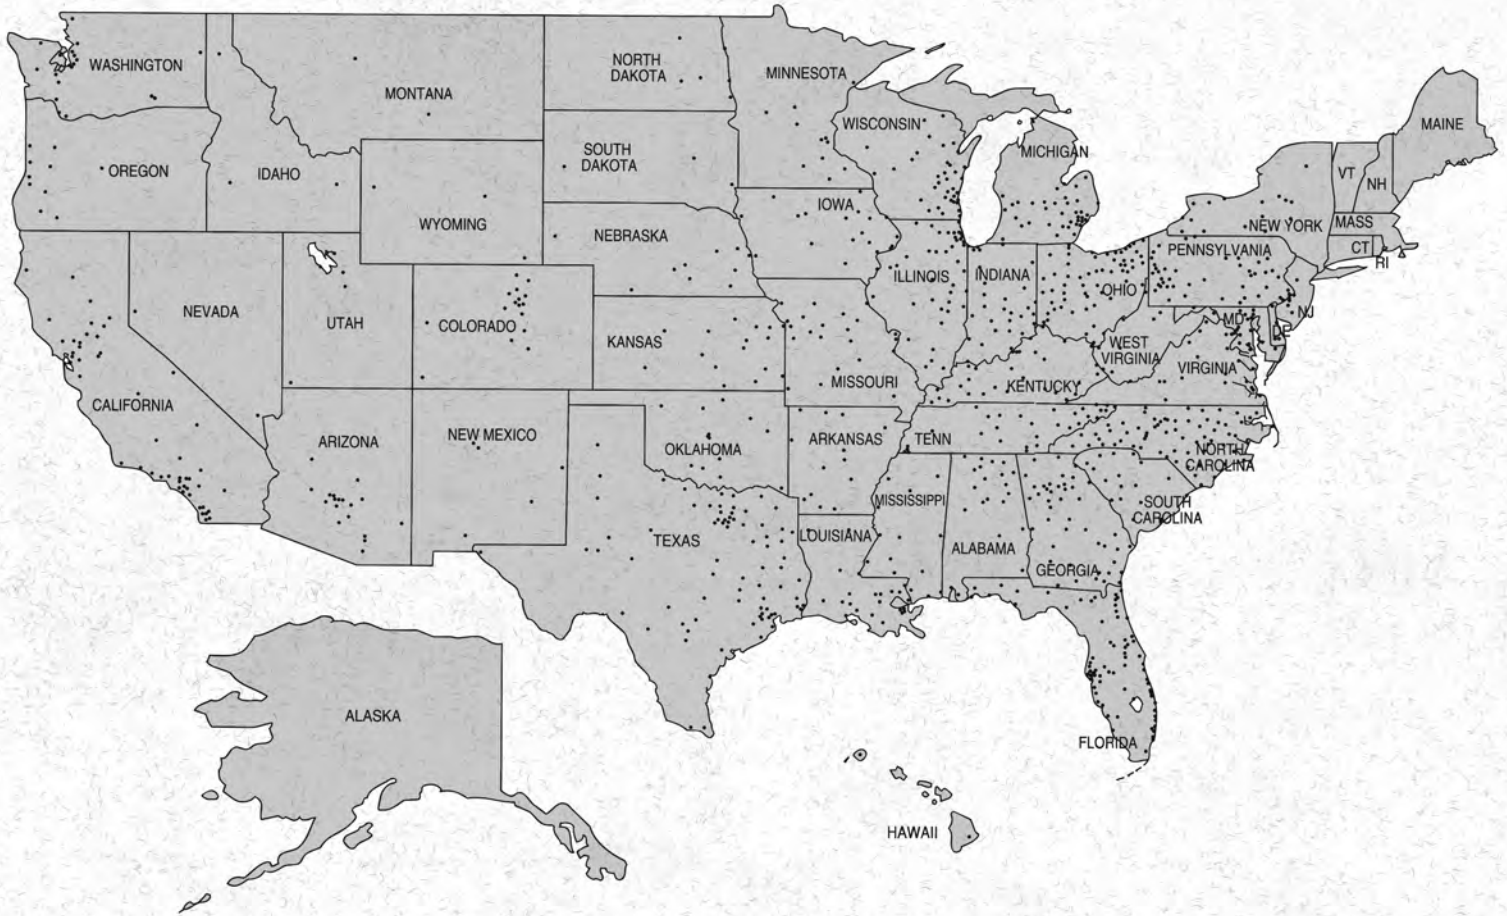 WASHINGTON
MONTANA
NORTH
DAKOTA
MINNESOTA
WISCONSIN
MICHIGAN
MAINE
OREGON
IDAHO
SOUTH
DAKOTA
VT
NH
WYOMING
IOWA
NEW YORK
MASS
NEBRASKA
PENNSYLVANIA
CT
RI
ILLINOIS
INDIANA
OHIO
NEVADA
UTAH
COLORADO
KANSAS
NJ
MD
DE
WEST
VIRGINIA
VIRGINIA
MISSOURI
KENTUCKY
CALIFORNIA
ARIZONA
NEW MEXICO
OKLAHOMA
ARKANSAS
TENN
NORTH
CAROLINA
MISSISSIPPI
SOUTH
CAROLINA
TEXAS
LOUISIANA
ALABAMA
GEORGIA
ALASKA
FLORIDA
HAWAII